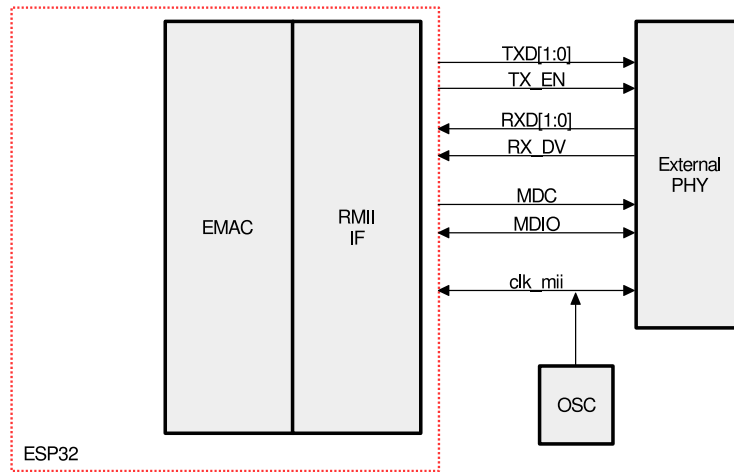 TXD[1:0]
TX_EN
RXD[1:0]
RX_DV
External
PHY
MDC
EMAC
RMII
IF
MDIO
clk_mii
OSC
ESP32